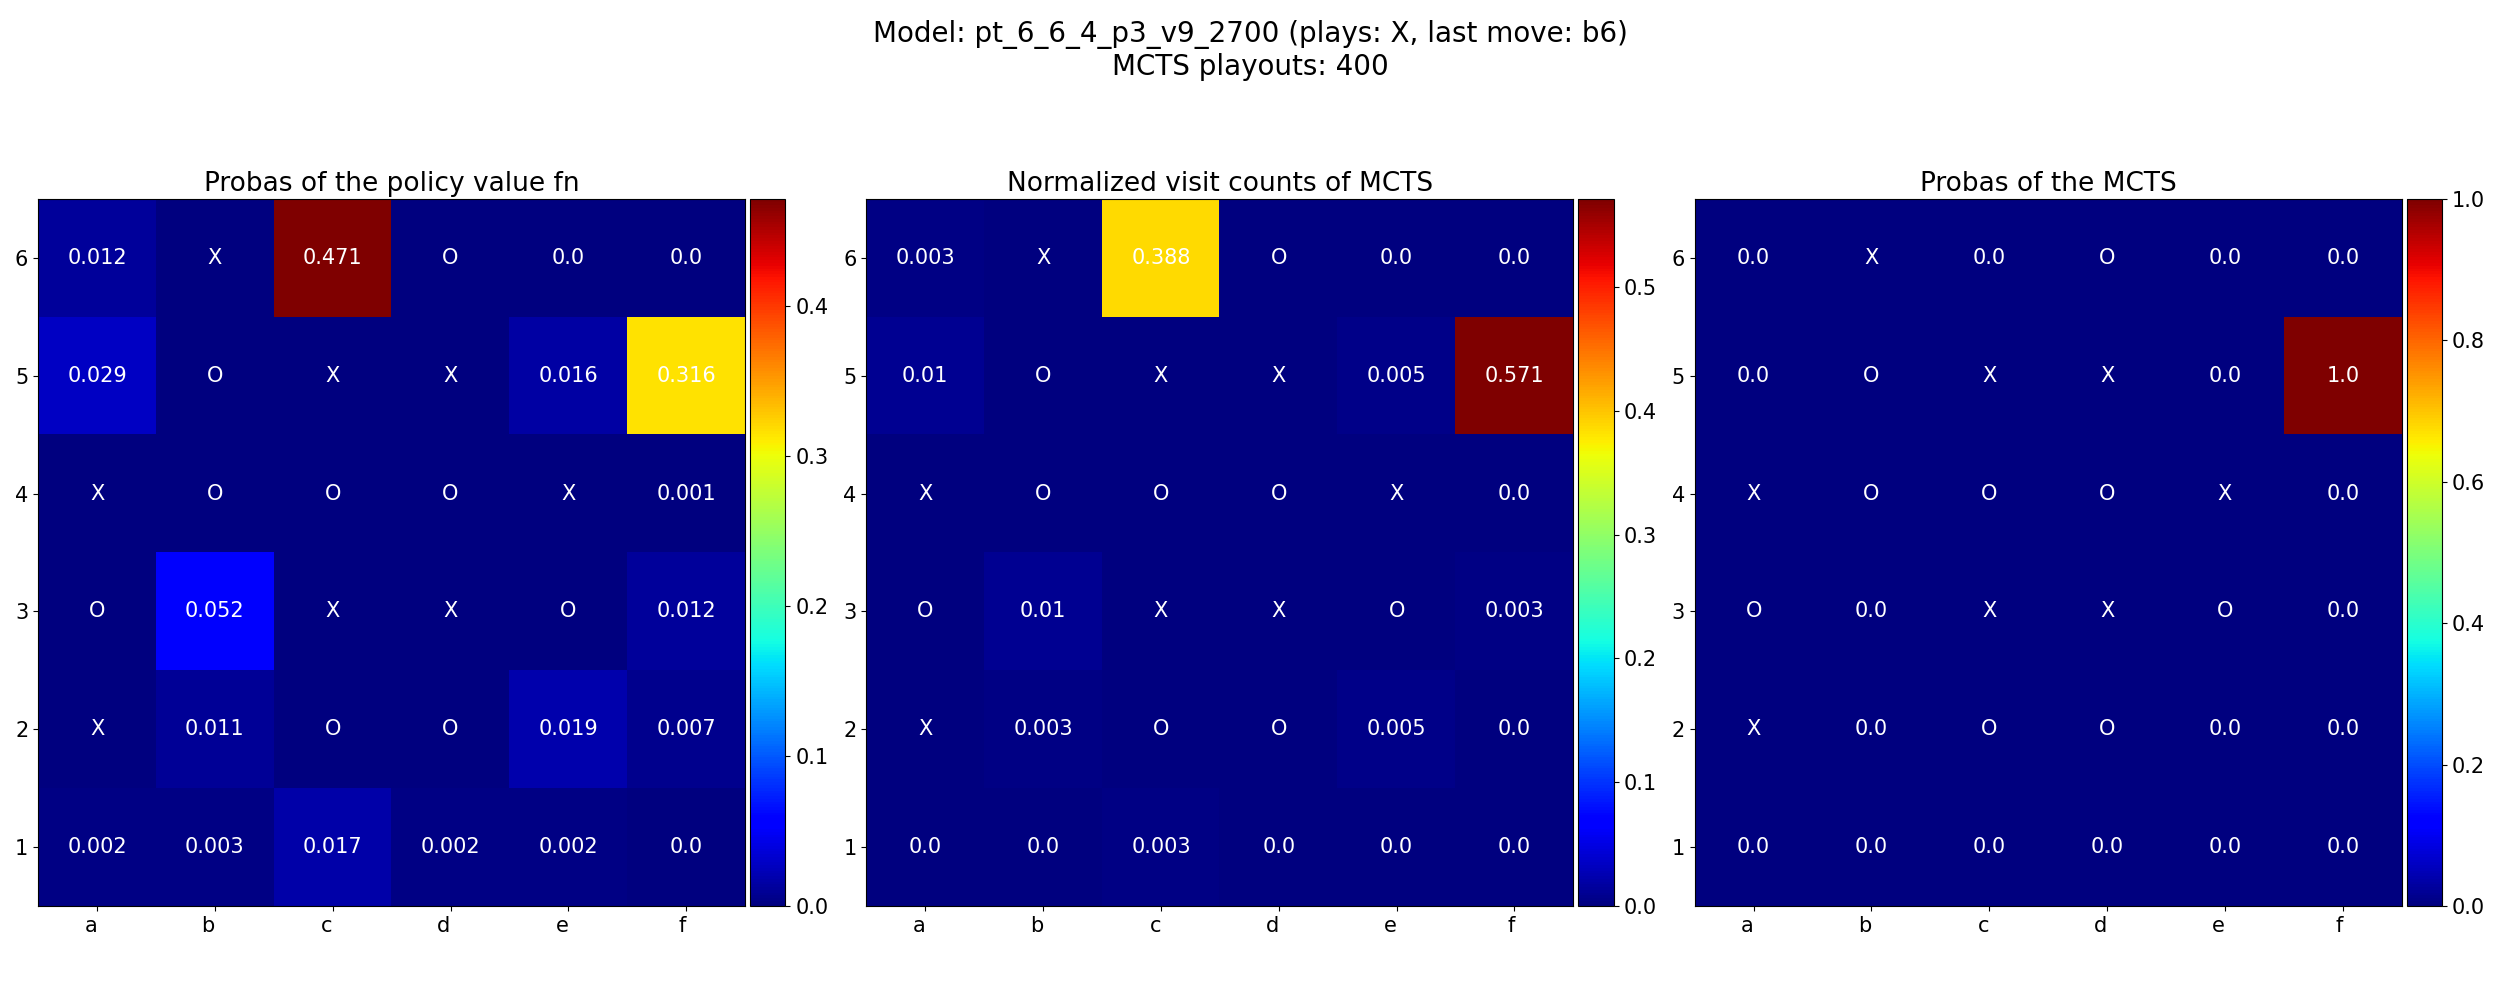 Model: pt_6_6_4_p3_v9_2700 (plays: X, last move: b6)
MCTS playouts: 400
Probas of the policy value fn
6 0.012 X 0.471 O 0.0 0.0
5 0.029 O X X 0.016 0.316
4 X O O O X 0.001
3 O 0.052 X X O 0.012
2 X 0.011 O O 0.019 0.007
1 0.002 0.003 0.017 0.002 0.002 0.0
a b c d e f
0.4
0.3
0.2
0.1
0.0
Normalized visit counts of MCTS
6 0.003 X 0.388 O 0.0 0.0
5 0.01 O X X 0.005 0.571
4 X O O O X 0.0
3 O 0.01 X X O 0.003
2 X 0.003 O O 0.005 0.0
1 0.0 0.0 0.003 0.0 0.0 0.0
a b c d e f
0.5
0.4
0.3
0.2
0.1
0.0
Probas of the MCTS
6 0.0 X 0.0 O 0.0 0.0
5 0.0 O X X 0.0 1.0
4 X O O O X 0.0
3 O 0.0 X X O 0.0
2 X 0.0 O O 0.0 0.0
1 0.0 0.0 0.0 0.0 0.0 0.0
a b c d e f
1.0
0.8
0.6
0.4
0.2
0.0